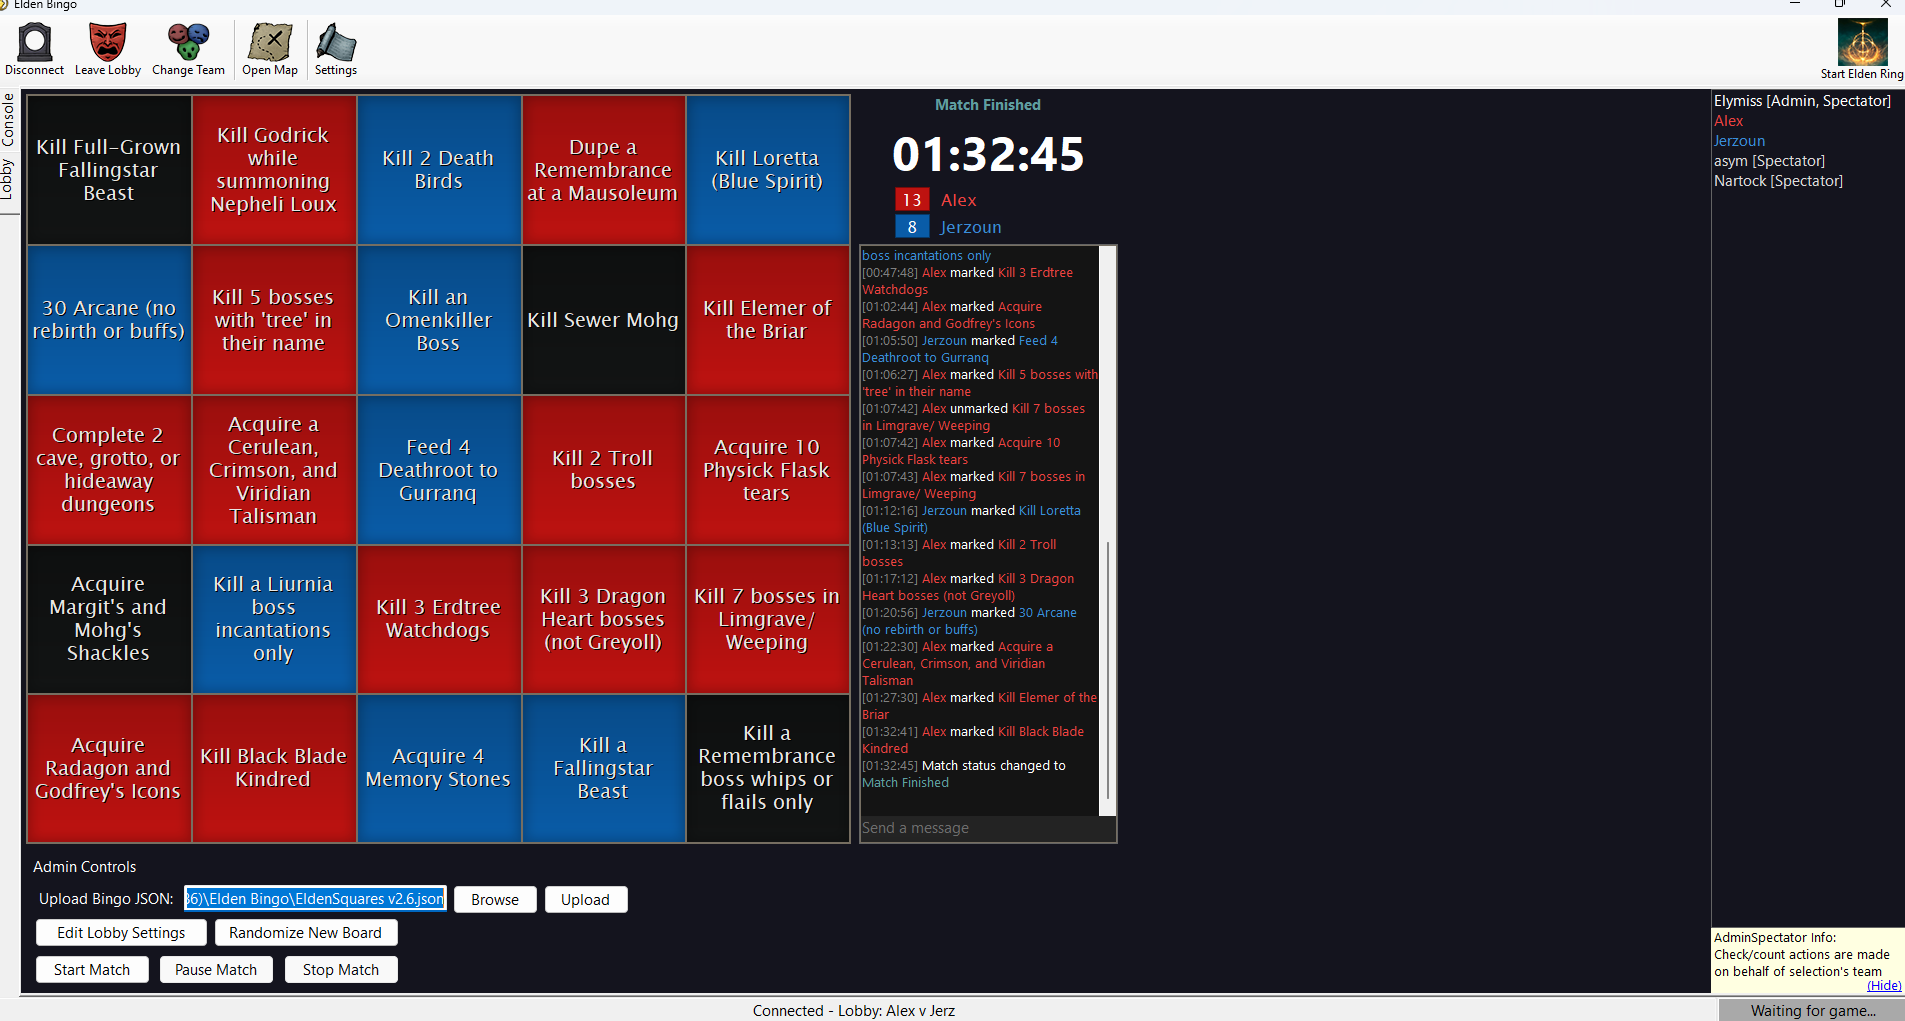 Elden Bingo
Disconnect
Leave Lobby
Change Team
Open Map
Settings
Start Elden Ring
Console
Lobby
Kill Full-Grown
Fallingstar
Beast
Kill Godrick
while
summoning
Nepheli Loux
Kill 2 Death
Birds
Dupe a
Remembrance
at a Mausoleum
Kill Loretta
(Blue Spirit)
30 Arcane (no
rebirth or buffs)
Kill 5 bosses
with 'tree' in
their name
Kill an
Omenkiller
Boss
Kill Sewer Mohg
Kill Elemer of
the Briar
Complete 2
cave, grotto, or
hideaway
dungeons
Acquire a
Cerulean,
Crimson, and
Viridian
Talisman
Feed 4
Deathroot to
Gurranq
Kill 2 Troll
bosses
Acquire 10
Physick Flask
tears
Acquire
Margit's and
Mohg's
Shackles
Kill a Liurnia
boss
incantations
only
Kill 3 Erdtree
Watchdogs
Kill 3 Dragon
Heart bosses
(not Greyoll)
Kill 7 bosses in
Limgrave/
Weeping
Acquire
Radagon and
Godfrey's Icons
Kill Black Blade
Kindred
Acquire 4
Memory Stones
Kill a
Fallingstar
Beast
Kill a
Remembrance
boss whips or
flails only
Match Finished
01:32:45
13 Alex
8 Jerzoun
boss incantations only
[00:47:48] Alex marked Kill 3 Erdtree
Watchdogs
[01:02:44] Alex marked Acquire
Radagon and Godfrey's Icons
[01:05:50] Jerzoun marked Feed 4
Deathroot to Gurranq
[01:06:27] Alex marked Kill 5 bosses with
'tree' in their name
[01:07:42] Alex unmarked Kill 7 bosses
in Limgrave/ Weeping
[01:07:42] Alex marked Acquire 10
Physick Flask tears
[01:07:43] Alex marked Kill 7 bosses in
Limgrave/ Weeping
[01:12:16] Jerzoun marked Kill Loretta
(Blue Spirit)
[01:13:13] Alex marked Kill 2 Troll
bosses
[01:17:12] Alex marked Kill 3 Dragon
Heart bosses (not Greyoll)
[01:20:56] Jerzoun marked 30 Arcane
(no rebirth or buffs)
[01:22:30] Alex marked Acquire a
Cerulean, Crimson, and Viridian
Talisman
[01:27:30] Alex marked Kill Elemer of the
Briar
[01:32:41] Alex marked Kill Black Blade
Kindred
[01:32:45] Match status changed to
Match Finished
Send a message
Elymiss [Admin, Spectator]
Alex
Jerzoun
asym [Spectator]
Nartock [Spectator]
Admin Controls
Upload Bingo JSON: 86)\Elden Bingo\EldenSquares v2.6.json Browse Upload
Edit Lobby Settings Randomize New Board
Start Match Pause Match Stop Match
AdminSpectator Info:
Check/count actions are made
on behalf of selection's team
(Hide)
Connected - Lobby: Alex v Jerz
Waiting for game...